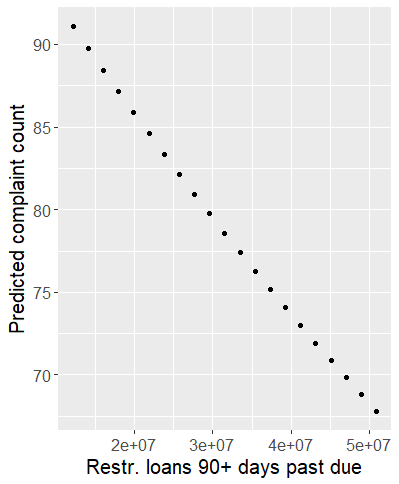 Predicted complaint count
90
85
80
75
70
2e+07 3e+07 4e+07 5e+07
Restr. loans 90+ days past due